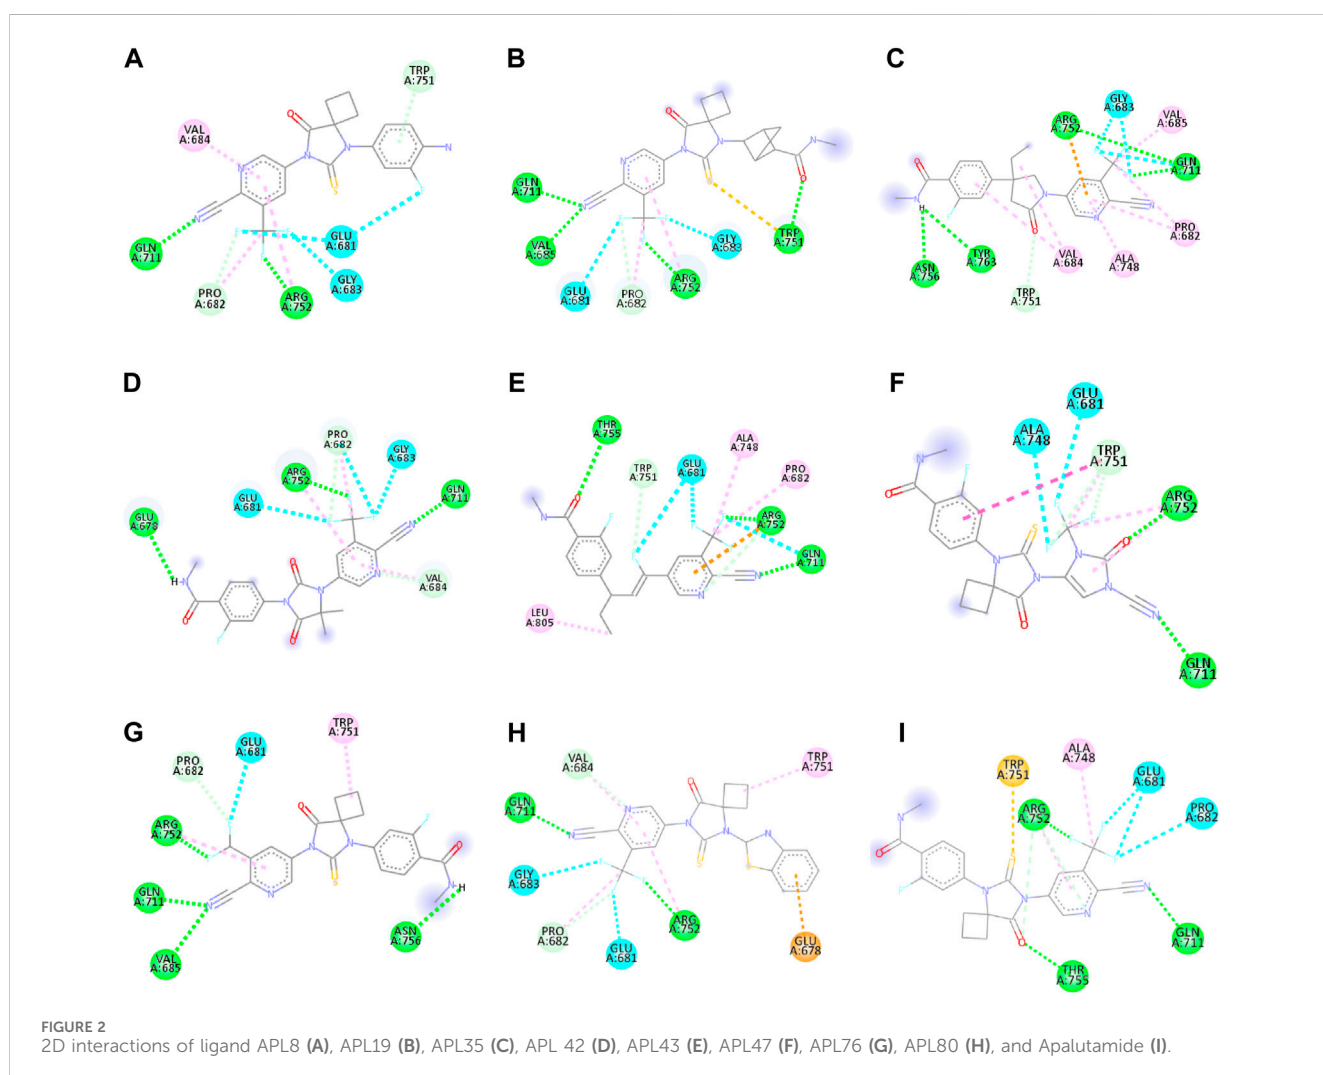 A
TRP
A:751
VAL
A:684
O
N
N
N
N
S
N
GLN
A:711
GLU
A:681
GLY
A:683
PRO
A:682
ARG
A:752
B
O
N
N
N
N
S
O
N
GLN
A:711
VAL
A:685
GLU
A:681
PRO
A:682
ARG
A:752
GLY
A:683
TRP
A:751
C
GLY
A:683
ARG
A:752
VAL
A:685
GLN
A:711
O
N
H
N
O
N
N
PRO
A:682
ASN
A:756
TYR
A:763
VAL
A:684
ALA
A:748
TRP
A:751
D
PRO
A:682
GLY
A:683
ARG
A:752
GLN
A:711
GLU
A:681
GLU
A:678
H
N
O
N
O
O
N
N
N
VAL
A:684
E
THR
A:755
TRP
A:751
GLU
A:681
ALA
A:748
PRO
A:682
ARG
A:752
GLN
A:711
N
O
N
N
LEU
A:805
F
GLU
A:681
ALA
A:748
TRP
A:751
ARG
A:752
N
O
S
N
N
O
N
O
N
N
GLN
A:711
G
PRO
A:682
GLU
A:681
TRP
A:751
ARG
A:752
GLN
A:711
VAL
A:685
N
N
O
N
N
S
O
N
H
ASN
A:756
H
VAL
A:684
GLN
A:711
GLY
A:683
PRO
A:682
GLU
A:681
ARG
A:752
TRP
A:751
GLU
A:678
N
N
O
N
N
S
N
S
I
TRP
A:751
ALA
A:748
GLU
A:681
PRO
A:682
ARG
A:752
N
O
S
N
N
O
N
N
GLN
A:711
THR
A:755
FIGURE 2
2D interactions of ligand APL8 (A), APL19 (B), APL35 (C), APL 42 (D), APL43 (E), APL47 (F), APL76 (G), APL80 (H), and Apalutamide (I).